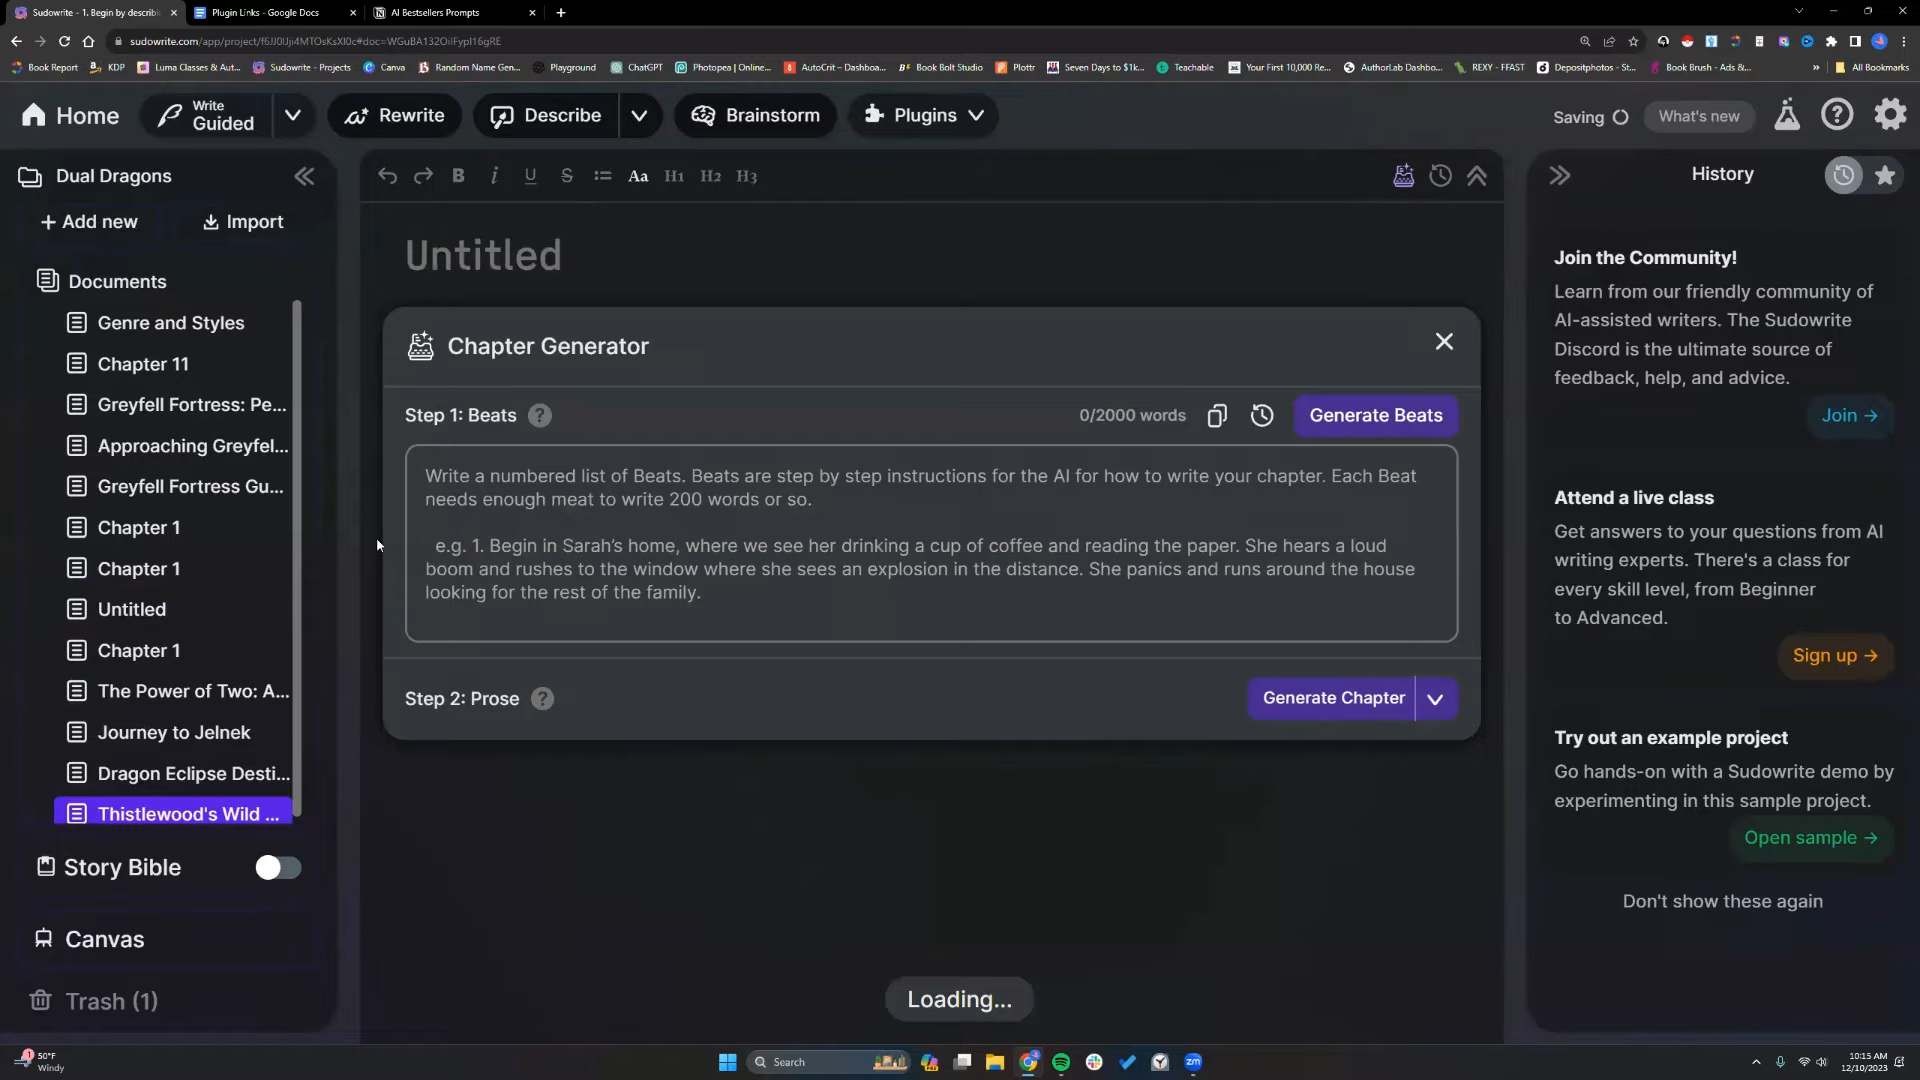 Sudowrite - 1. Begin by describi
Plugin Links - Google Docs
AI Bestsellers Prompts
Book Report
KDP
Luma Classes & Aut...
Sudowrite - Projects
Canva
Random Name Gen...
Playground
ChatGPT
Photopea | Online...
AutoCrit – Dashboa...
Book Bolt Studio
Plottr
Seven Days to $1k...
Teachable
Your First 10,000 Re...
AuthorLab Dashbo...
REXY - FFAST
Depositphotos - St...
Book Brush - Ads &...
»
All Bookmarks
Home
Write
Guided
Rewrite
Describe
Brainstorm
Plugins
Saving
What's new
Dual Dragons
+ Add new
Import
Documents
Genre and Styles
Chapter 11
Greyfell Fortress: Pe...
Approaching Greyfel...
Greyfell Fortress Gu...
Chapter 1
Chapter 1
Untitled
Chapter 1
The Power of Two: A...
Journey to Jelnek
Dragon Eclipse Desti...
Thistlewood's Wild ...
Story Bible
Canvas
Trash (1)
B i U S Aa H1 H2 H3
Untitled
Chapter Generator
Step 1: Beats ?
0/2000 words
Generate Beats
Write a numbered list of Beats. Beats are step by step instructions for the AI for how to write your chapter. Each Beat
needs enough meat to write 200 words or so.
e.g. 1. Begin in Sarah's home, where we see her drinking a cup of coffee and reading the paper. She hears a loud
boom and rushes to the window where she sees an explosion in the distance. She panics and runs around the house
looking for the rest of the family.
Step 2: Prose ?
Generate Chapter
Loading...
History
Join the Community!
Learn from our friendly community of
AI-assisted writers. The Sudowrite
Discord is the ultimate source of
feedback, help, and advice.
Join →
Attend a live class
Get answers to your questions from AI
writing experts. There's a class for
every skill level, from Beginner
to Advanced.
Sign up →
Try out an example project
Go hands-on with a Sudowrite demo by
experimenting in this sample project.
Open sample →
Don't show these again
1
50°F
Windy
Search
zm
10:15 AM
12/10/2023